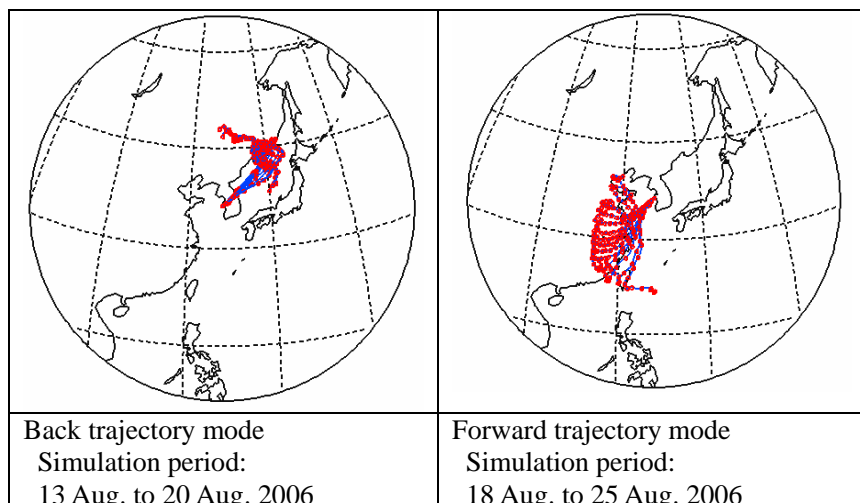 Back trajectory mode
Simulation period:
13 Aug. to 20 Aug. 2006
Forward trajectory mode
Simulation period:
18 Aug. to 25 Aug. 2006